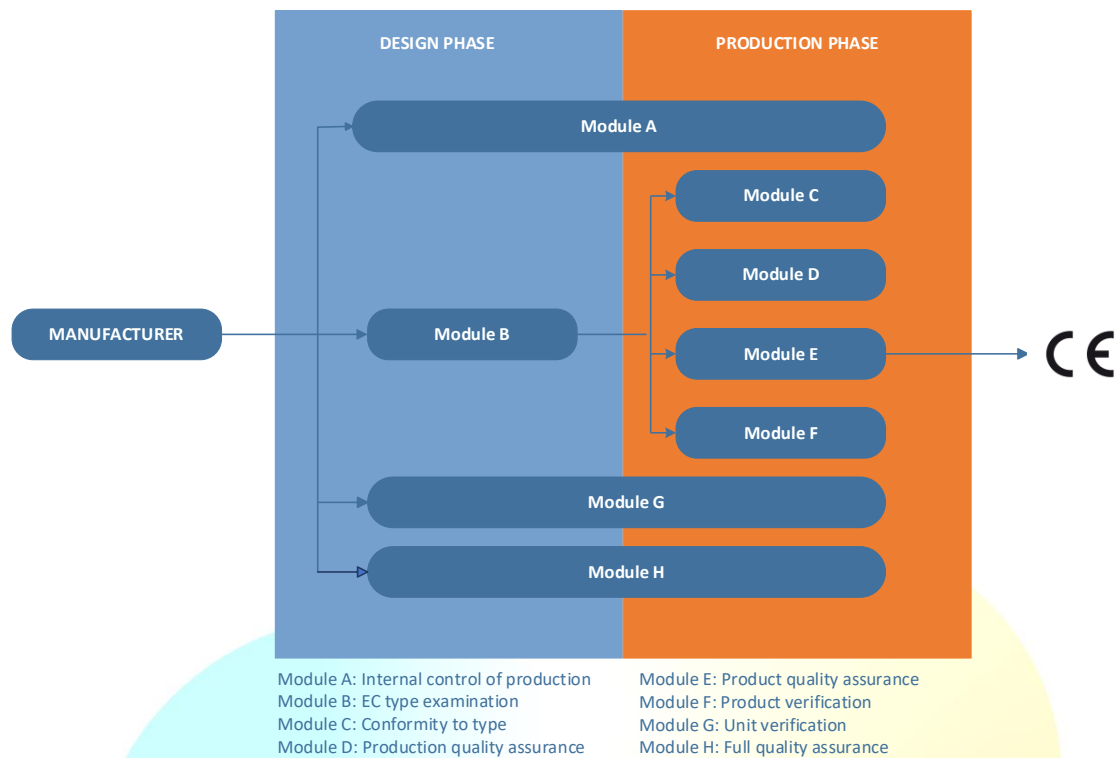 DESIGN PHASE
PRODUCTION PHASE
Module A
Module C
Module D
MANUFACTURER
Module B
Module E
CE
Module F
Module G
Module H
Module A: Internal control of production
Module B: EC type examination
Module C: Conformity to type
Module D: Production quality assurance
Module E: Product quality assurance
Module F: Product verification
Module G: Unit verification
Module H: Full quality assurance